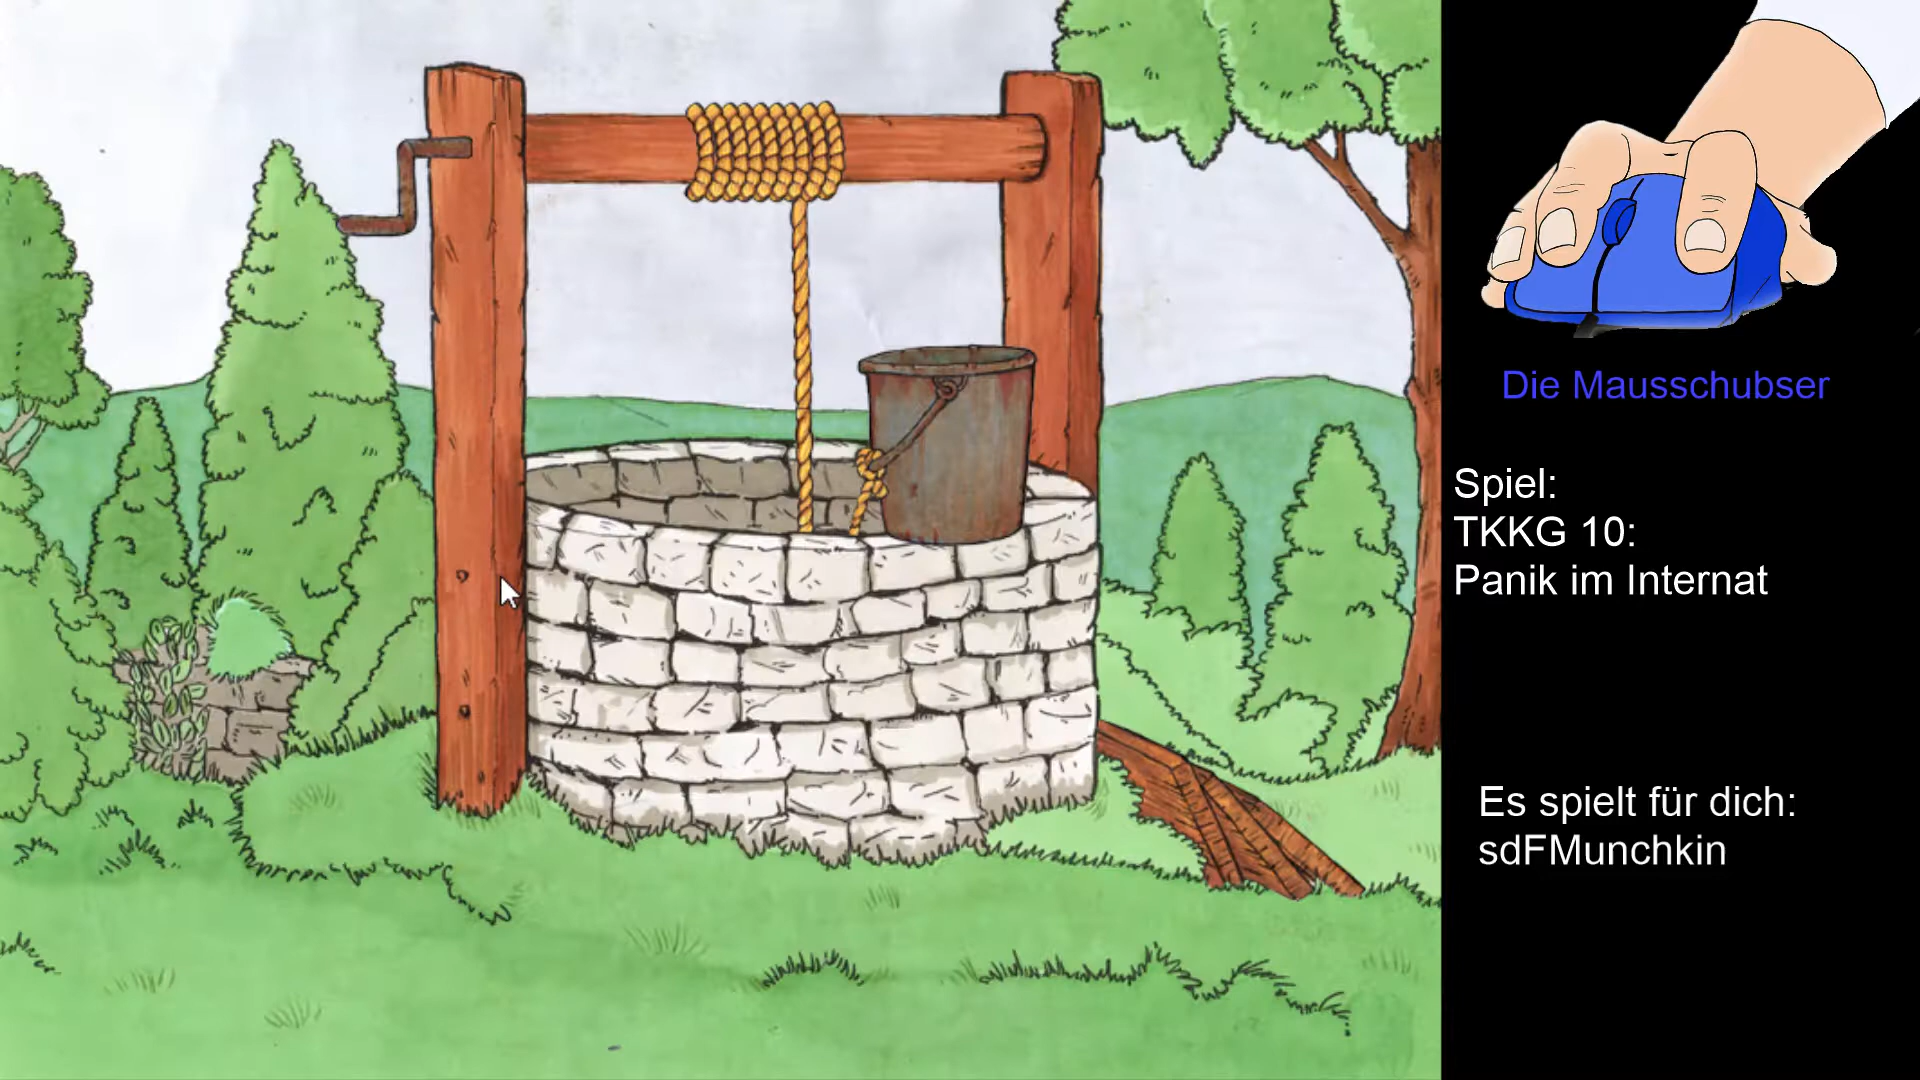 Die Mausschubser
Spiel:
TKKG 10:
Panik im Internat
Es spielt für dich:
sdFMunchkin